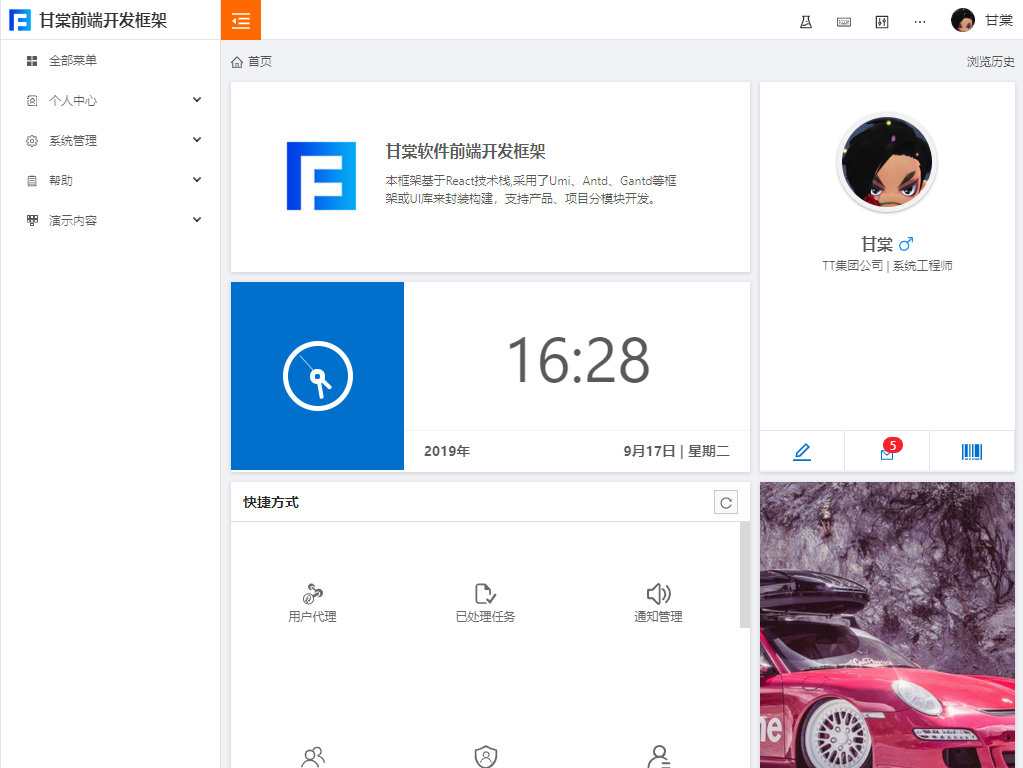 甘棠前端开发框架
甘棠
全部菜单
个人中心
系统管理
帮助
演示内容
首页
浏览历史
甘棠软件前端开发框架
本框架基于React技术栈,采用了Umi、Antd、Gantd等框
架或UI库来封装构建，支持产品、项目分模块开发。
甘棠
TT集团公司 | 系统工程师
16:28
2019年
9月17日 | 星期二
5
快捷方式
用户代理
已处理任务
通知管理